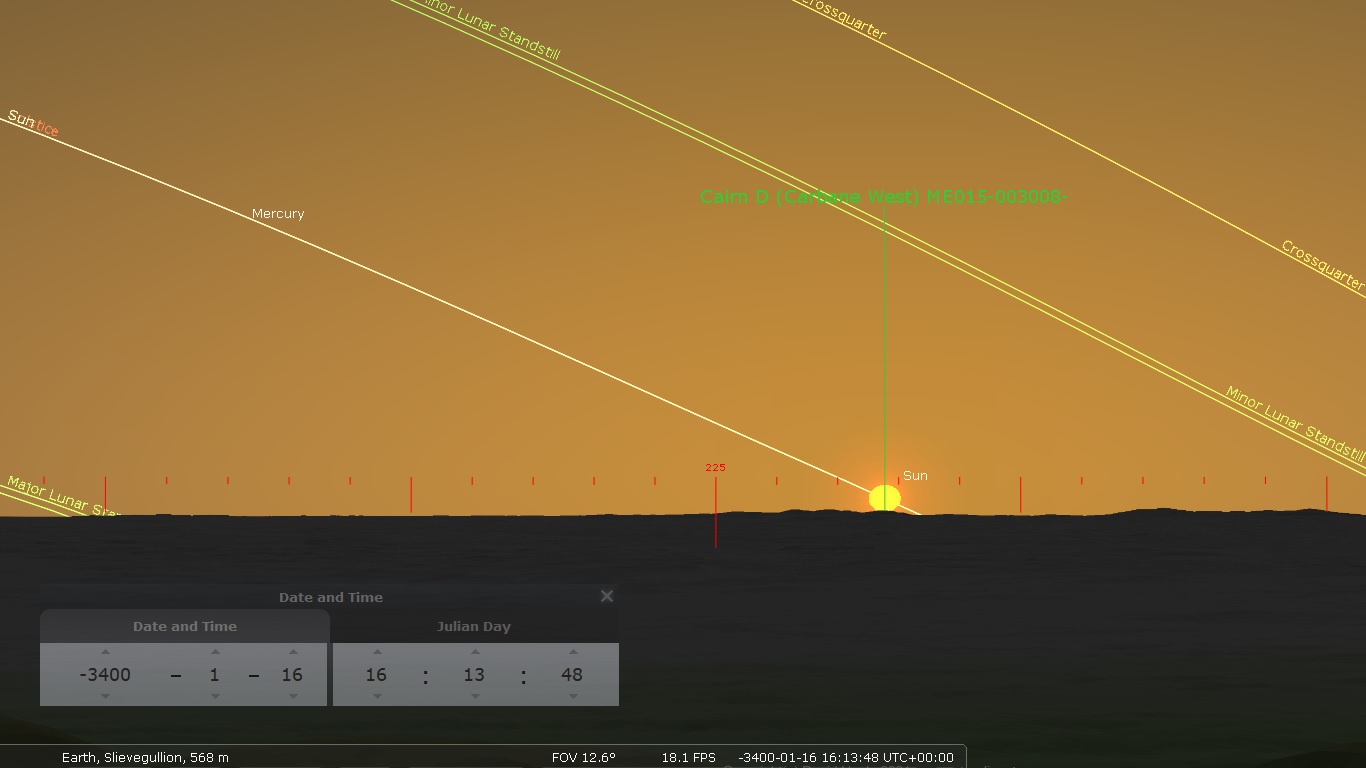 Minor Lunar Standstill
Crossquarter
Sun
Mercury
Cairn D (Carbane West) ME015-003008-
Crossquarter
Minor Lunar Standstill
225
Sun
Major Lunar Sta
Date and Time
Date and Time
Julian Day
-3400 – 1 – 16
16 : 13 : 48
Earth, Slievegullion, 568 m
FOV 12.6°
18.1 FPS
-3400-01-16 16:13:48 UTC+00:00